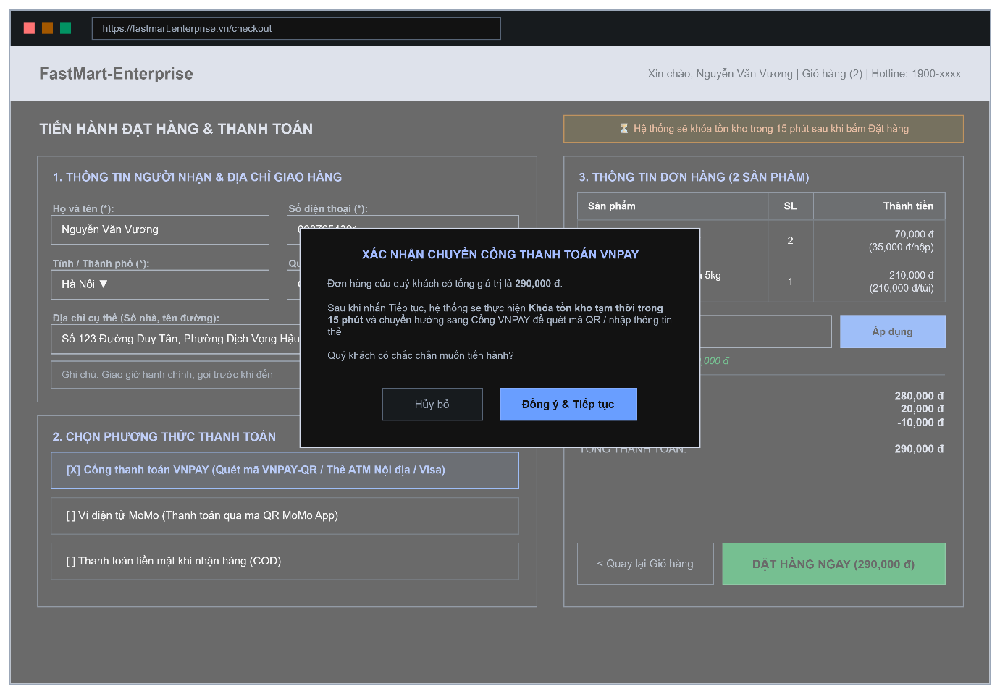 https://fastmart.enterprise.vn/checkout
FastMart-Enterprise
Xin chào, Nguyễn Văn Vương | Giỏ hàng (2) | Hotline: 1900-xxxx
TIẾN HÀNH ĐẶT HÀNG & THANH TOÁN
⏳ Hệ thống sẽ khóa tồn kho trong 15 phút sau khi bấm Đặt hàng
1. THÔNG TIN NGƯỜI NHẬN & ĐỊA CHỈ GIAO HÀNG
Họ và tên (*):
Số điện thoại (*):
Nguyễn Văn Vương
Tỉnh / Thành phố (*):
Hà Nội ▼
Địa chỉ cụ thể (Số nhà, tên đường):
Số 123 Đường Duy Tân, Phường Dịch Vọng Hậu
Ghi chú: Giao giờ hành chính, gọi trước khi đến
2. CHỌN PHƯƠNG THỨC THANH TOÁN
[X] Cổng thanh toán VNPAY (Quét mã VNPAY-QR / Thẻ ATM Nội địa / Visa)
[ ] Ví điện tử MoMo (Thanh toán qua mã QR MoMo App)
[ ] Thanh toán tiền mặt khi nhận hàng (COD)
XÁC NHẬN CHUYỂN CỔNG THANH TOÁN VNPAY
Đơn hàng của quý khách có tổng giá trị là 290,000 đ.
Sau khi nhấn Tiếp tục, hệ thống sẽ thực hiện Khóa tồn kho tạm thời trong
15 phút và chuyển hướng sang Cổng VNPAY để quét mã QR / nhập thông tin
thẻ.
Quý khách có chắc chắn muốn tiến hành?
Hủy bỏ
Đồng ý & Tiếp tục
3. THÔNG TIN ĐƠN HÀNG (2 SẢN PHẨM)
Sản phẩm SL Thành tiền
2 70,000 đ
(35,000 đ/hộp)
5kg 1 210,000 đ
(210,000 đ/túi)
Áp dụng
,000 đ
280,000 đ
20,000 đ
-10,000 đ
TỔNG THANH TOÁN: 290,000 đ
< Quay lại Giỏ hàng
ĐẶT HÀNG NGAY (290,000 đ)